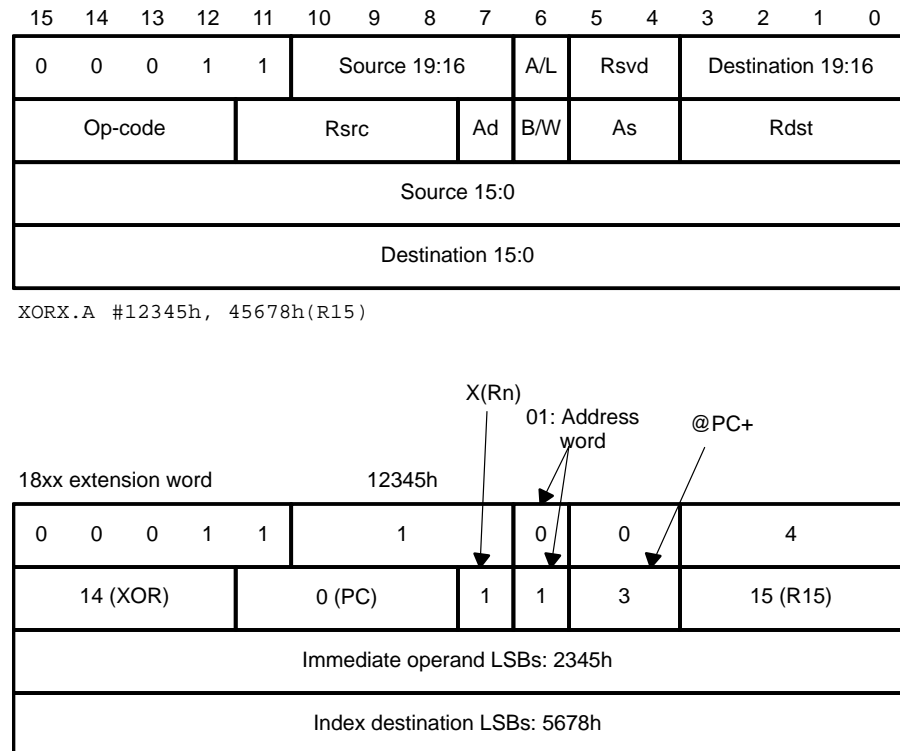 15 14 13 12 11 10 9 8 7 6 5 4 3 2 1 0
0 0 0 1 1 Source 19:16 A/L Rsvd Destination 19:16
Op-code Rsrc Ad B/W As Rdst
Source 15:0
Destination 15:0
XORX.A #12345h, 45678h(R15)
X(Rn)
01: Address
word
@PC+
18xx extension word 12345h
0 0 0 1 1 1 0 0 4
14 (XOR) 0 (PC) 1 1 3 15 (R15)
Immediate operand LSBs: 2345h
Index destination LSBs: 5678h